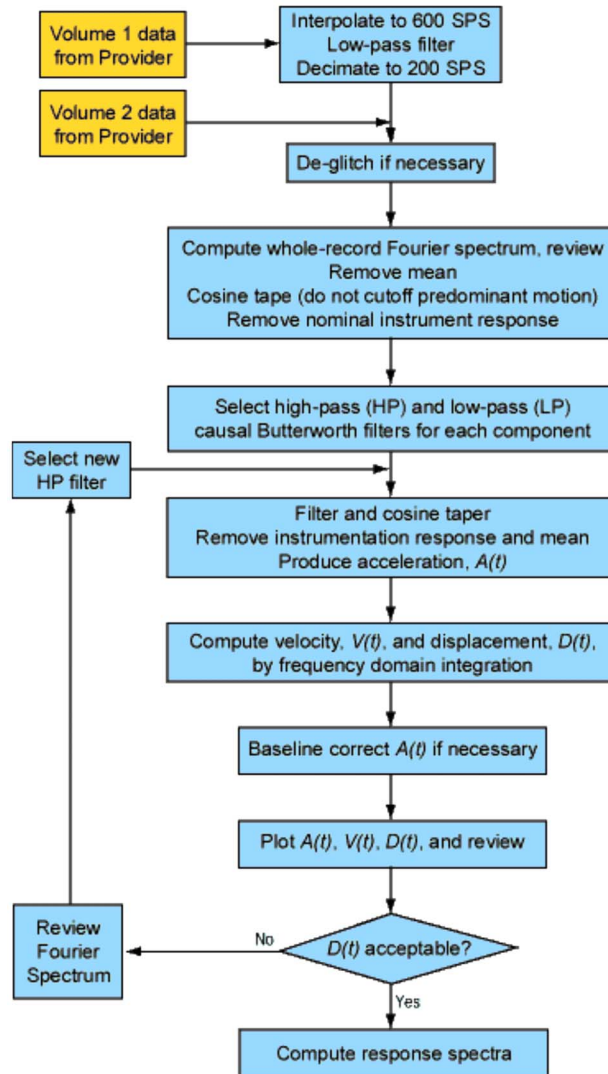 Volume 1 data
from Provider
Interpolate to 600 SPS
Low-pass filter
Decimate to 200 SPS
Volume 2 data
from Provider
De-glitch if necessary
Compute whole-record Fourier spectrum, review
Remove mean
Cosine tape (do not cutoff predominant motion)
Remove nominal instrument response
Select high-pass (HP) and low-pass (LP)
causal Butterworth filters for each component
Select new
HP filter
Filter and cosine taper
Remove instrumentation response and mean
Produce acceleration, A(t)
Compute velocity, V(t), and displacement, D(t),
by frequency domain integration
Baseline correct A(t) if necessary
Plot A(t), V(t), D(t), and review
D(t) acceptable?
No
Review
Fourier
Spectrum
Yes
Compute response spectra